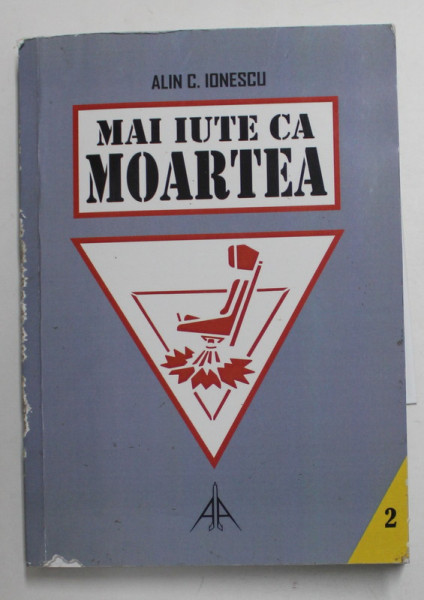 ALIN C. IONESCU
MAI IUTE CA
MOARTEA
2